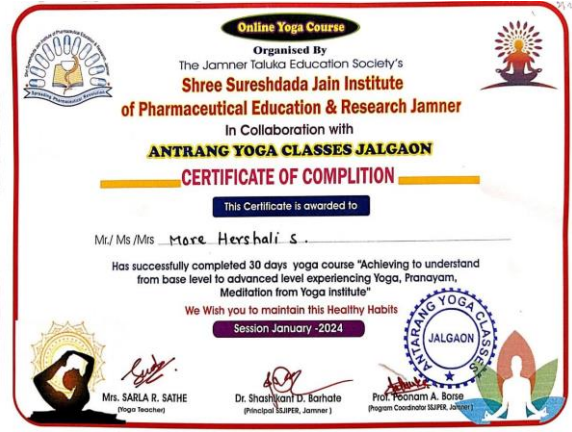 Online Yoga Course
Organised By
The Jamner Taluka Education Society's
Shree Sureshdada Jain Institute
of Pharmaceutical Education & Research Jamner
In Collaboration with
ANTRANG YOGA CLASSES JALGAON
CERTIFICATE OF COMPLITION
This Certificate is awarded to
Mr./ Ms /Mrs More Hershali S.
Has successfully completed 30 days yoga course "Achieving to understand
from base level to advanced level experiencing Yoga, Pranayam,
Meditation from Yoga institute"
We Wish you to maintain this Healthy Habits
Session January -2024
ANTARANG YOGA CLASSES
JALGAON
Mrs. SARLA R. SATHE
(Yoga Teacher)
Dr. Shashikant D. Barhate
(Principal SSJIPER, Jamner )
Prof. Poonam A. Borse
(Program Coordinator SSJIPER, Jamner )